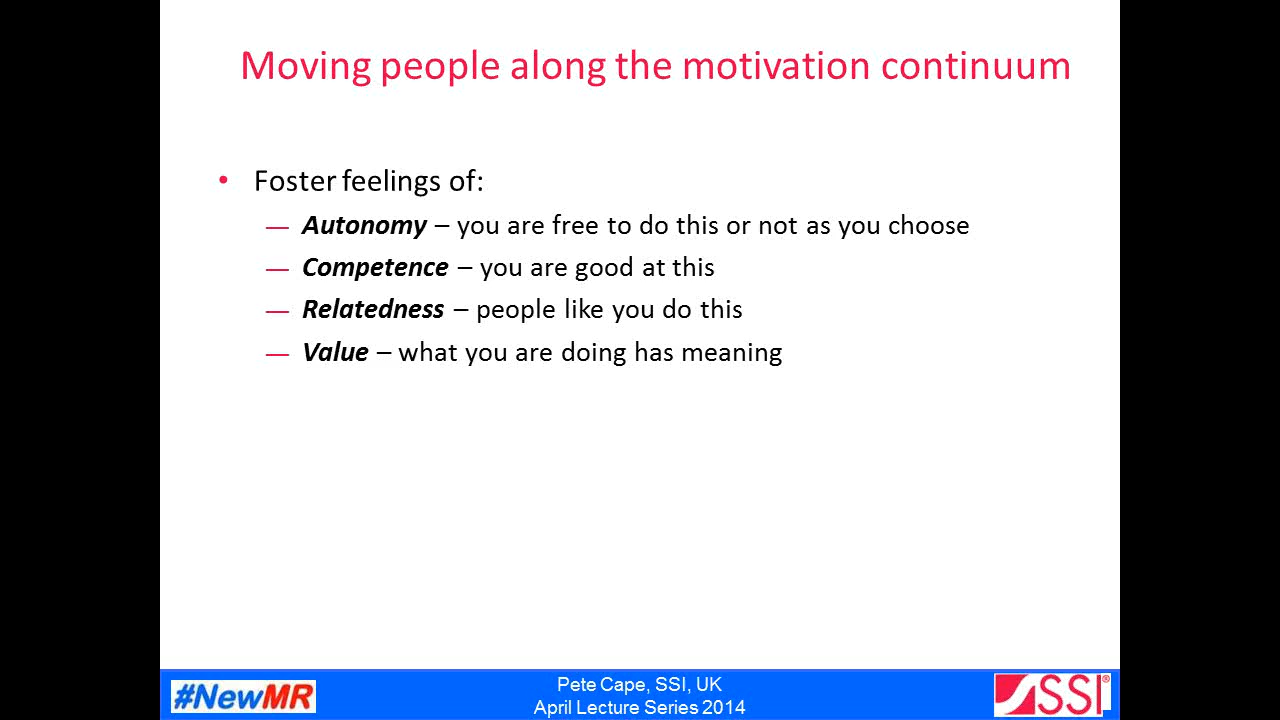 Moving people along the motivation continuum
• Foster feelings of:
— Autonomy – you are free to do this or not as you choose
— Competence – you are good at this
— Relatedness – people like you do this
— Value – what you are doing has meaning
#NewMR
Pete Cape, SSI, UK
April Lecture Series 2014
SSI®